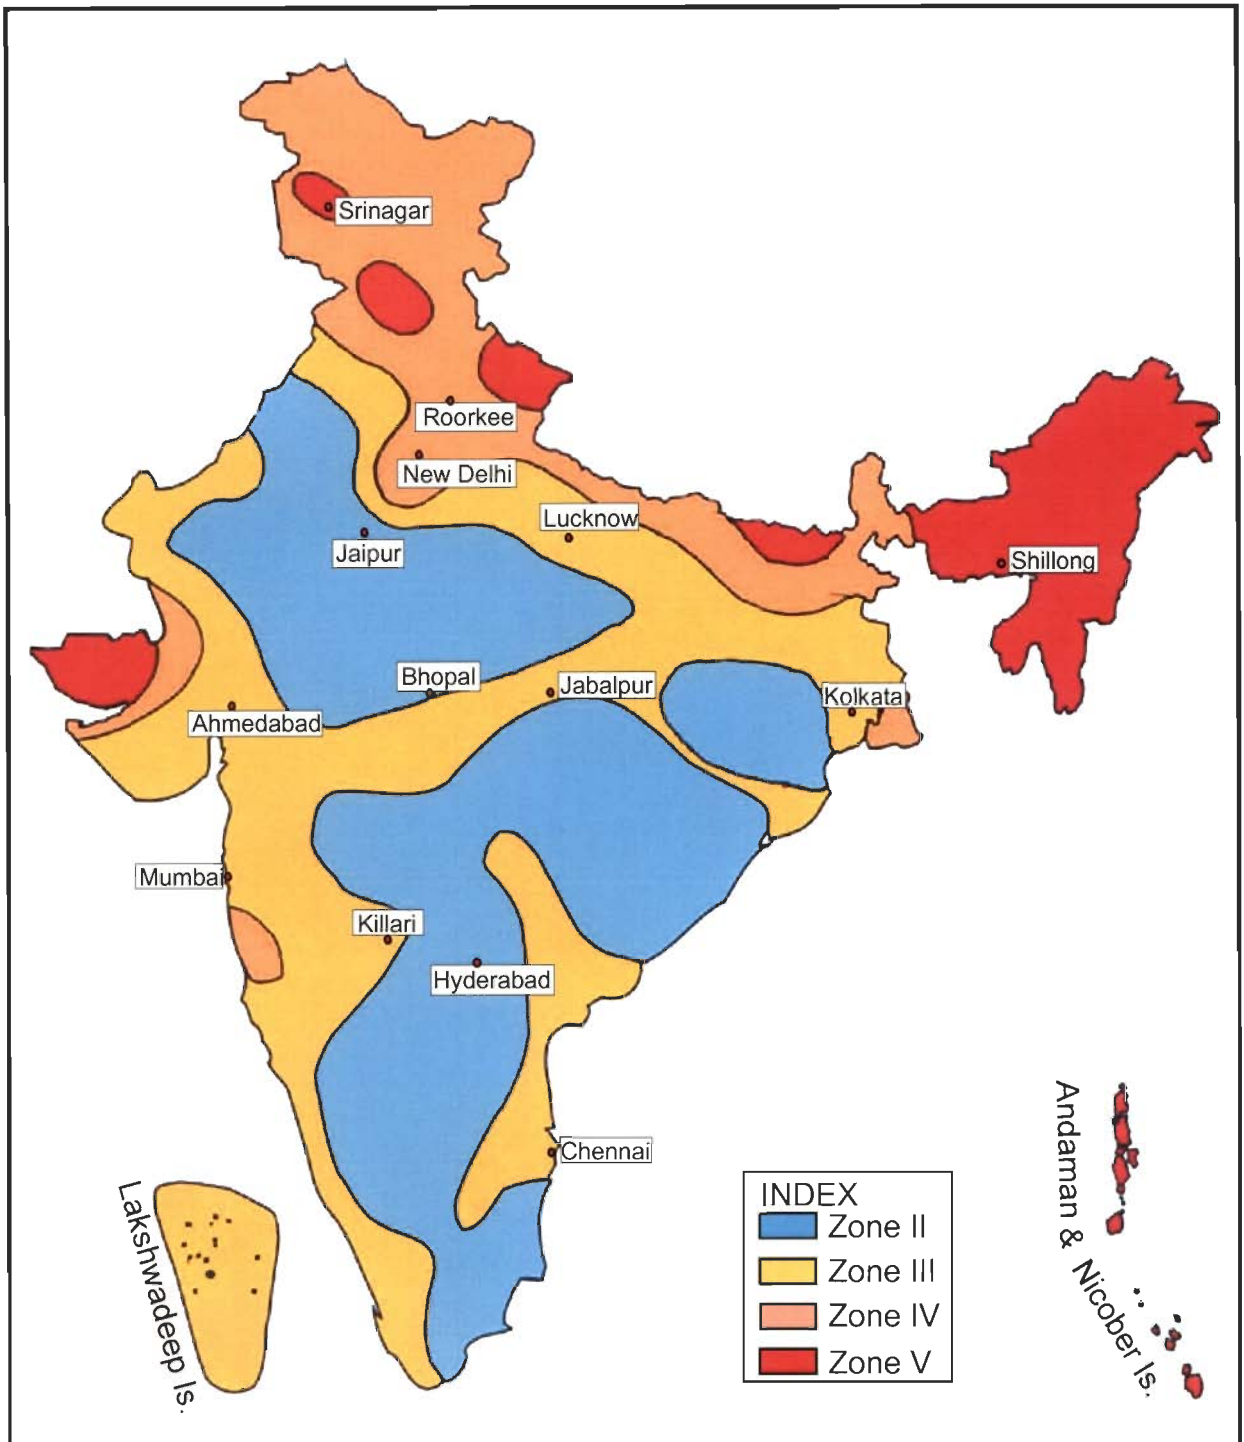 Srinagar
Roorkee
New Delhi
Lucknow
Jaipur
Shillong
Bhopal
Jabalpur
Kolkata
Ahmedabad
Mumbai
Killari
Hyderabad
Chennai
Lakshwadeep Is.
Andaman & Nicober Is.
INDEX
Zone II
Zone III
Zone IV
Zone V